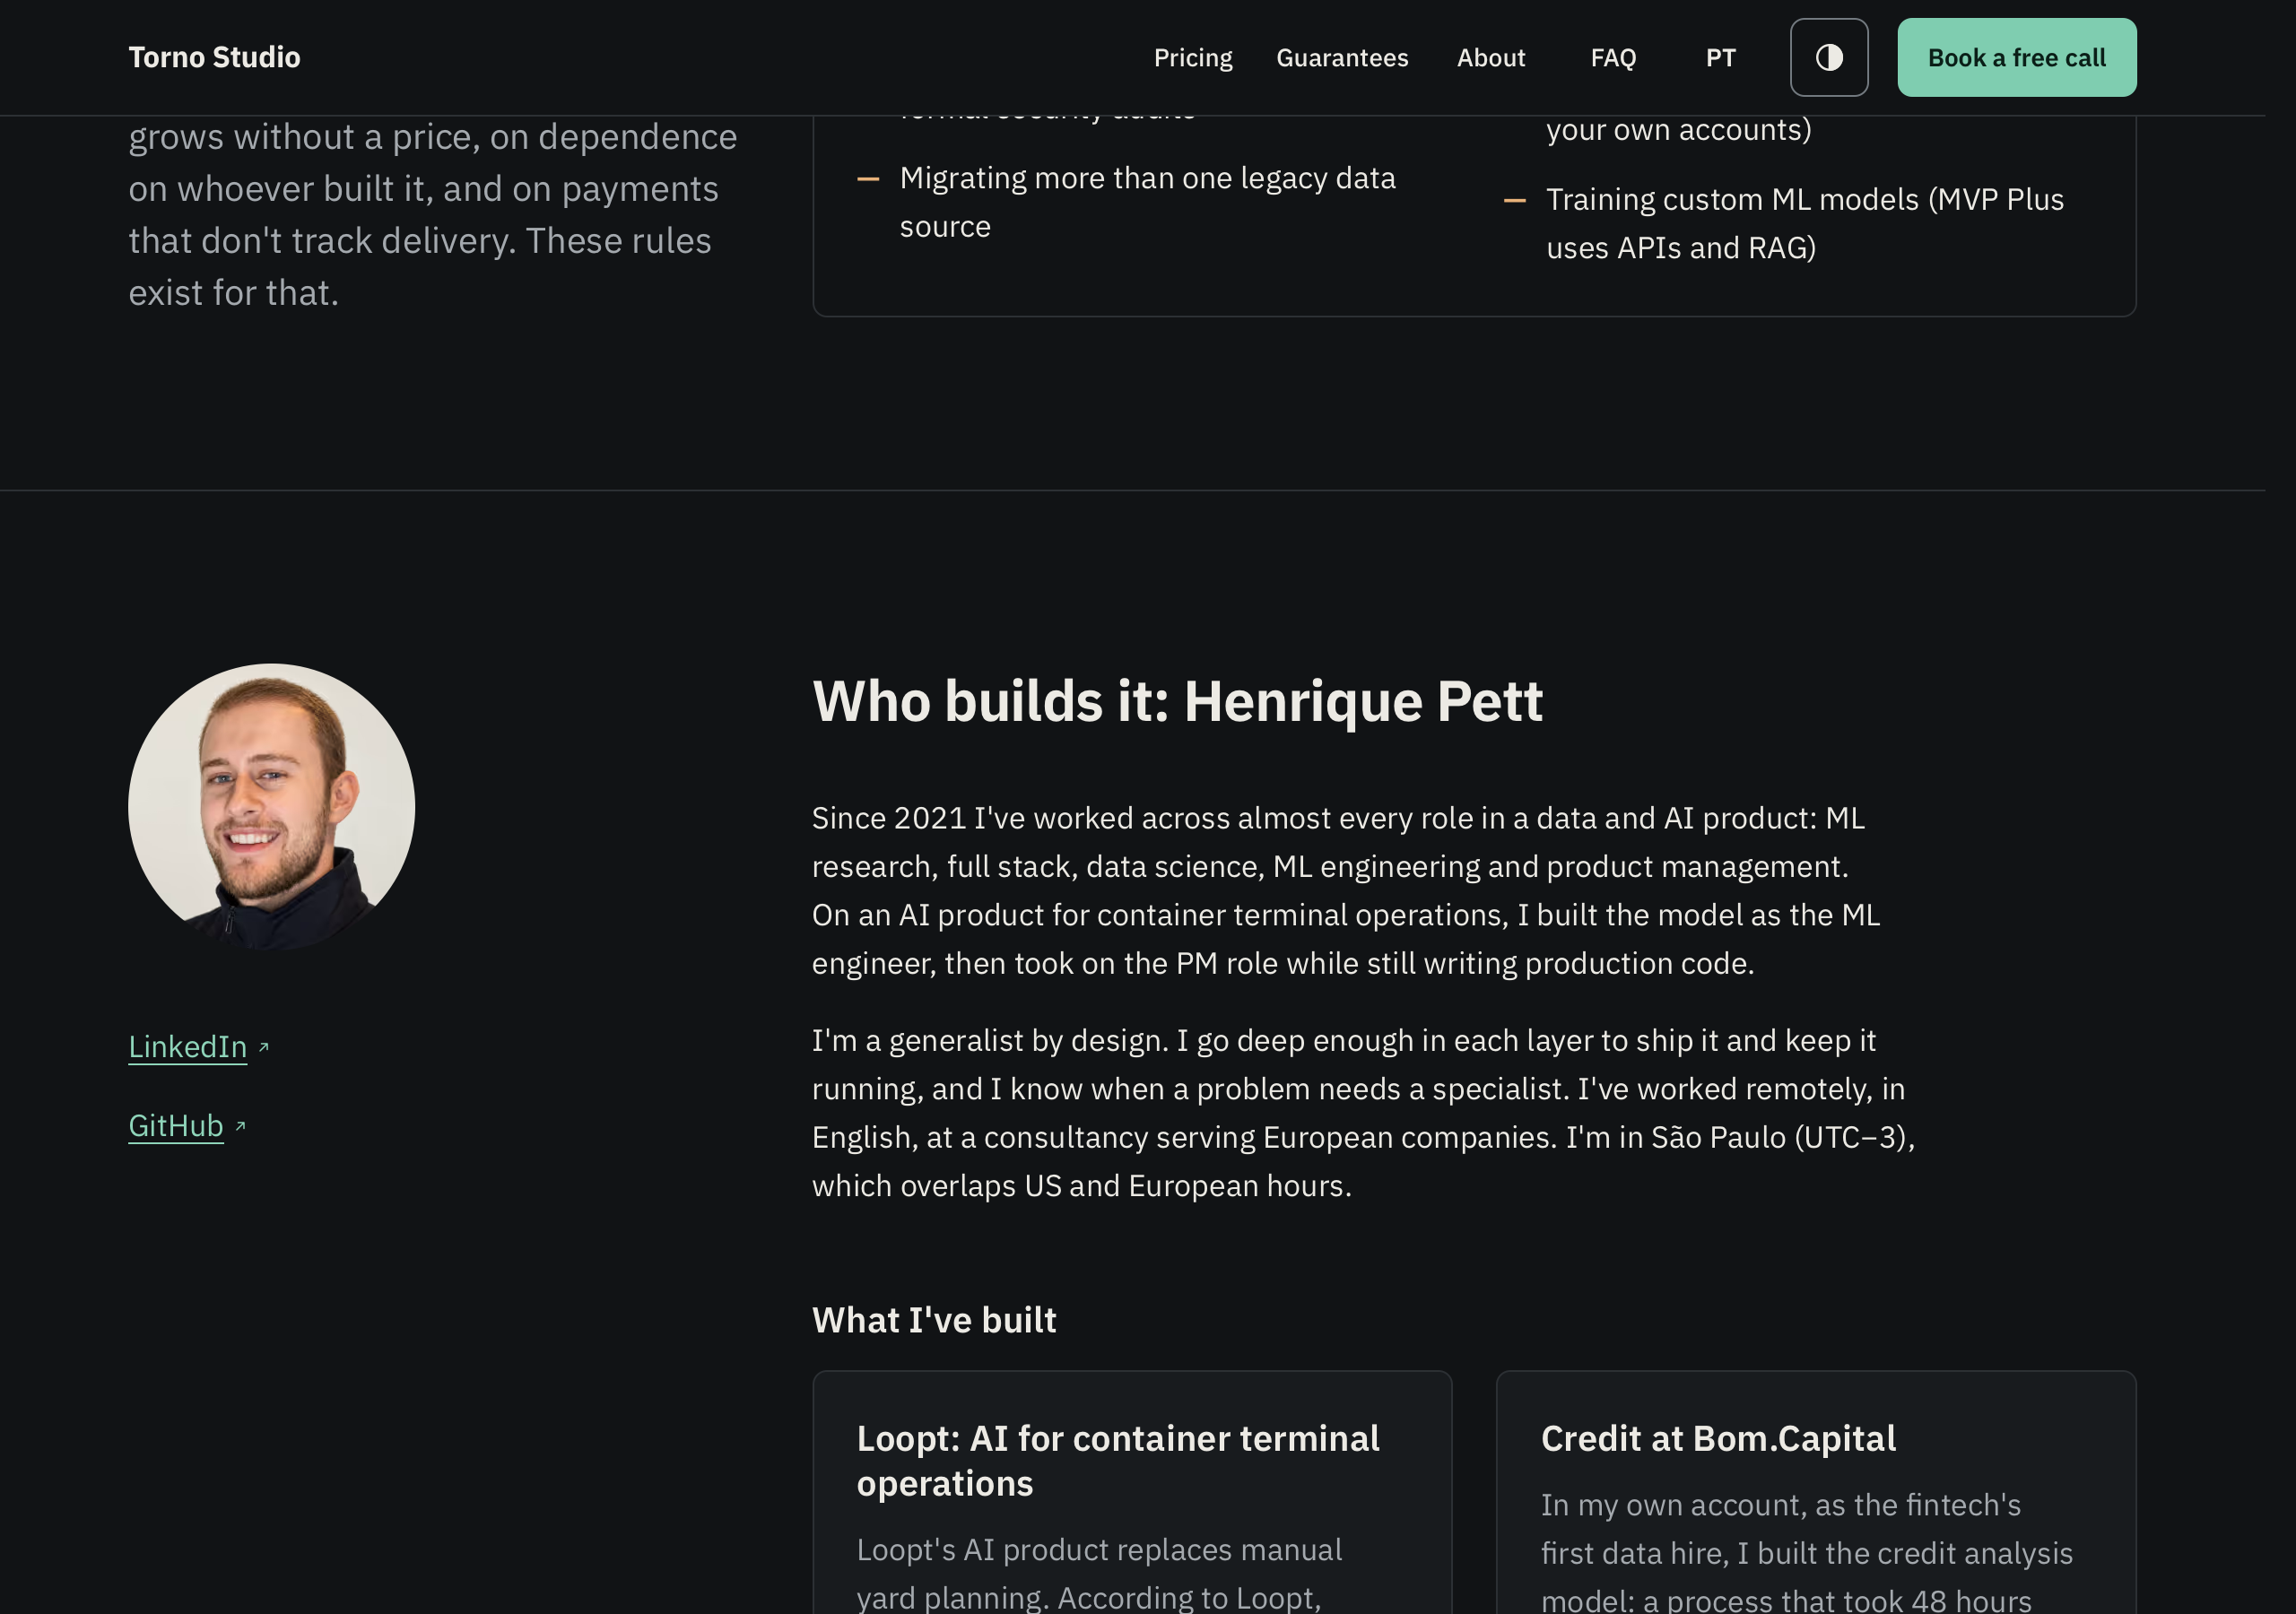 Torno Studio
Pricing
Guarantees
About
FAQ
PT
Book a free call
grows without a price, on dependence
on whoever built it, and on payments
that don't track delivery. These rules
exist for that.
formal security audits
Migrating more than one legacy data
source
your own accounts)
Training custom ML models (MVP Plus
uses APIs and RAG)
LinkedIn ↗
GitHub ↗
Who builds it: Henrique Pett
Since 2021 I've worked across almost every role in a data and AI product: ML
research, full stack, data science, ML engineering and product management.
On an AI product for container terminal operations, I built the model as the ML
engineer, then took on the PM role while still writing production code.
I'm a generalist by design. I go deep enough in each layer to ship it and keep it
running, and I know when a problem needs a specialist. I've worked remotely, in
English, at a consultancy serving European companies. I'm in São Paulo (UTC−3),
which overlaps US and European hours.
What I've built
Loopt: AI for container terminal
operations
Loopt's AI product replaces manual
yard planning. According to Loopt,
Credit at Bom.Capital
In my own account, as the fintech's
first data hire, I built the credit analysis
model: a process that took 48 hours